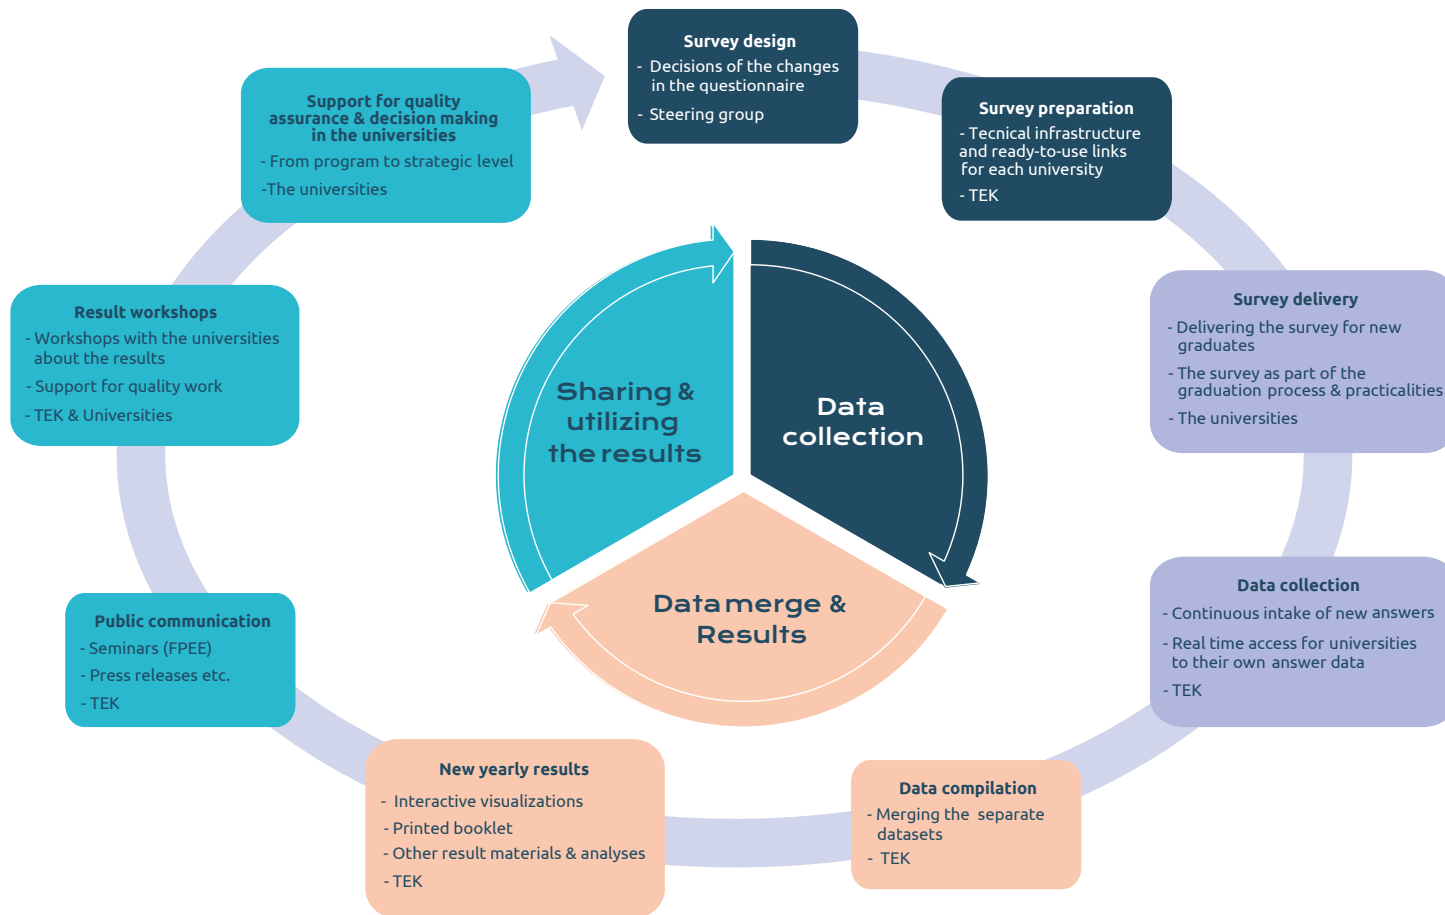 Survey design
- Decisions of the changes
in the questionnaire
- Steering group
Survey preparation
- Tecnical infrastructure
and ready-to-use links
for each university
- TEK
Survey delivery
- Delivering the survey for new
graduates
- The survey as part of the
graduation process & practicalities
- The universities
Data collection
- Continuous intake of new answers
- Real time access for universities
to their own answer data
- TEK
Data compilation
- Merging the separate
datasets
- TEK
New yearly results
- Interactive visualizations
- Printed booklet
- Other result materials & analyses
- TEK
Public communication
- Seminars (FPEE)
- Press releases etc.
- TEK
Result workshops
- Workshops with the universities
about the results
- Support for quality work
- TEK & Universities
Support for quality
assurance & decision making
in the universities
- From program to strategic level
-The universities
Sharing &
utilizing
the results
Data
collection
Data merge &
Results